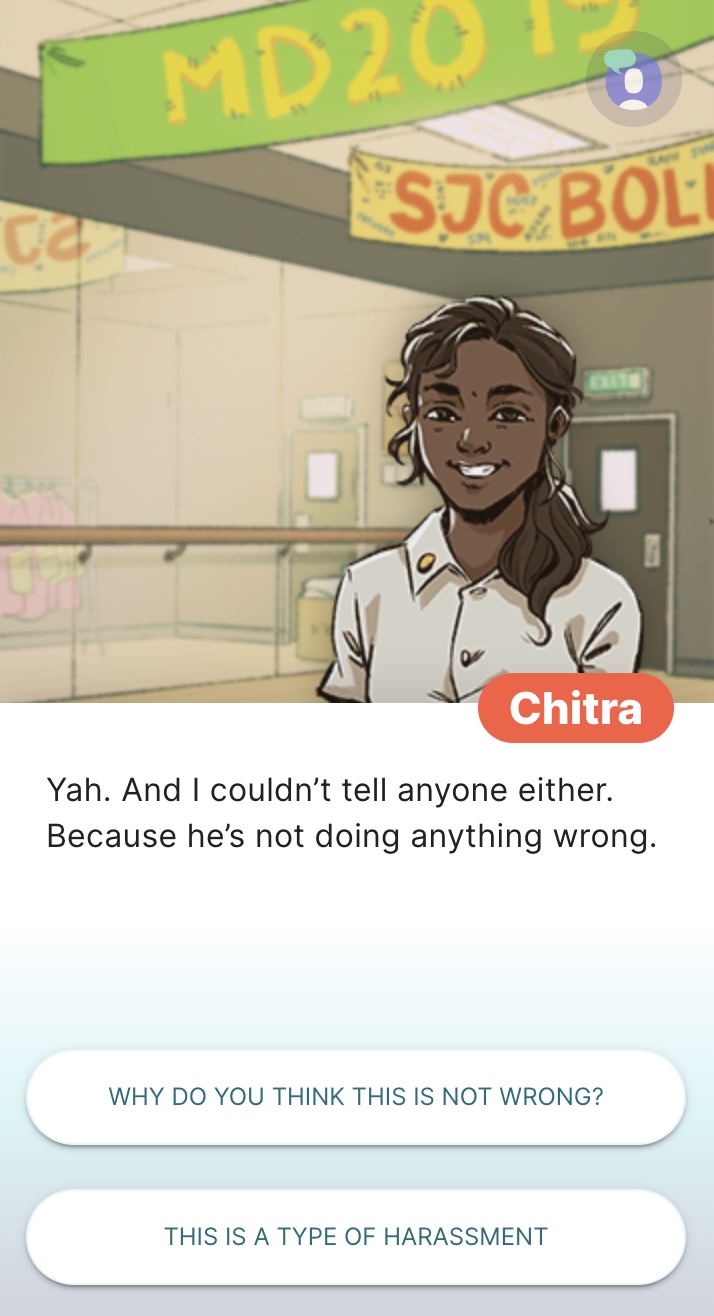 MD2019
SJC BOLL
EXIT
Chitra
Yah. And I couldn’t tell anyone either.
Because he’s not doing anything wrong.
WHY DO YOU THINK THIS IS NOT WRONG?
THIS IS A TYPE OF HARASSMENT